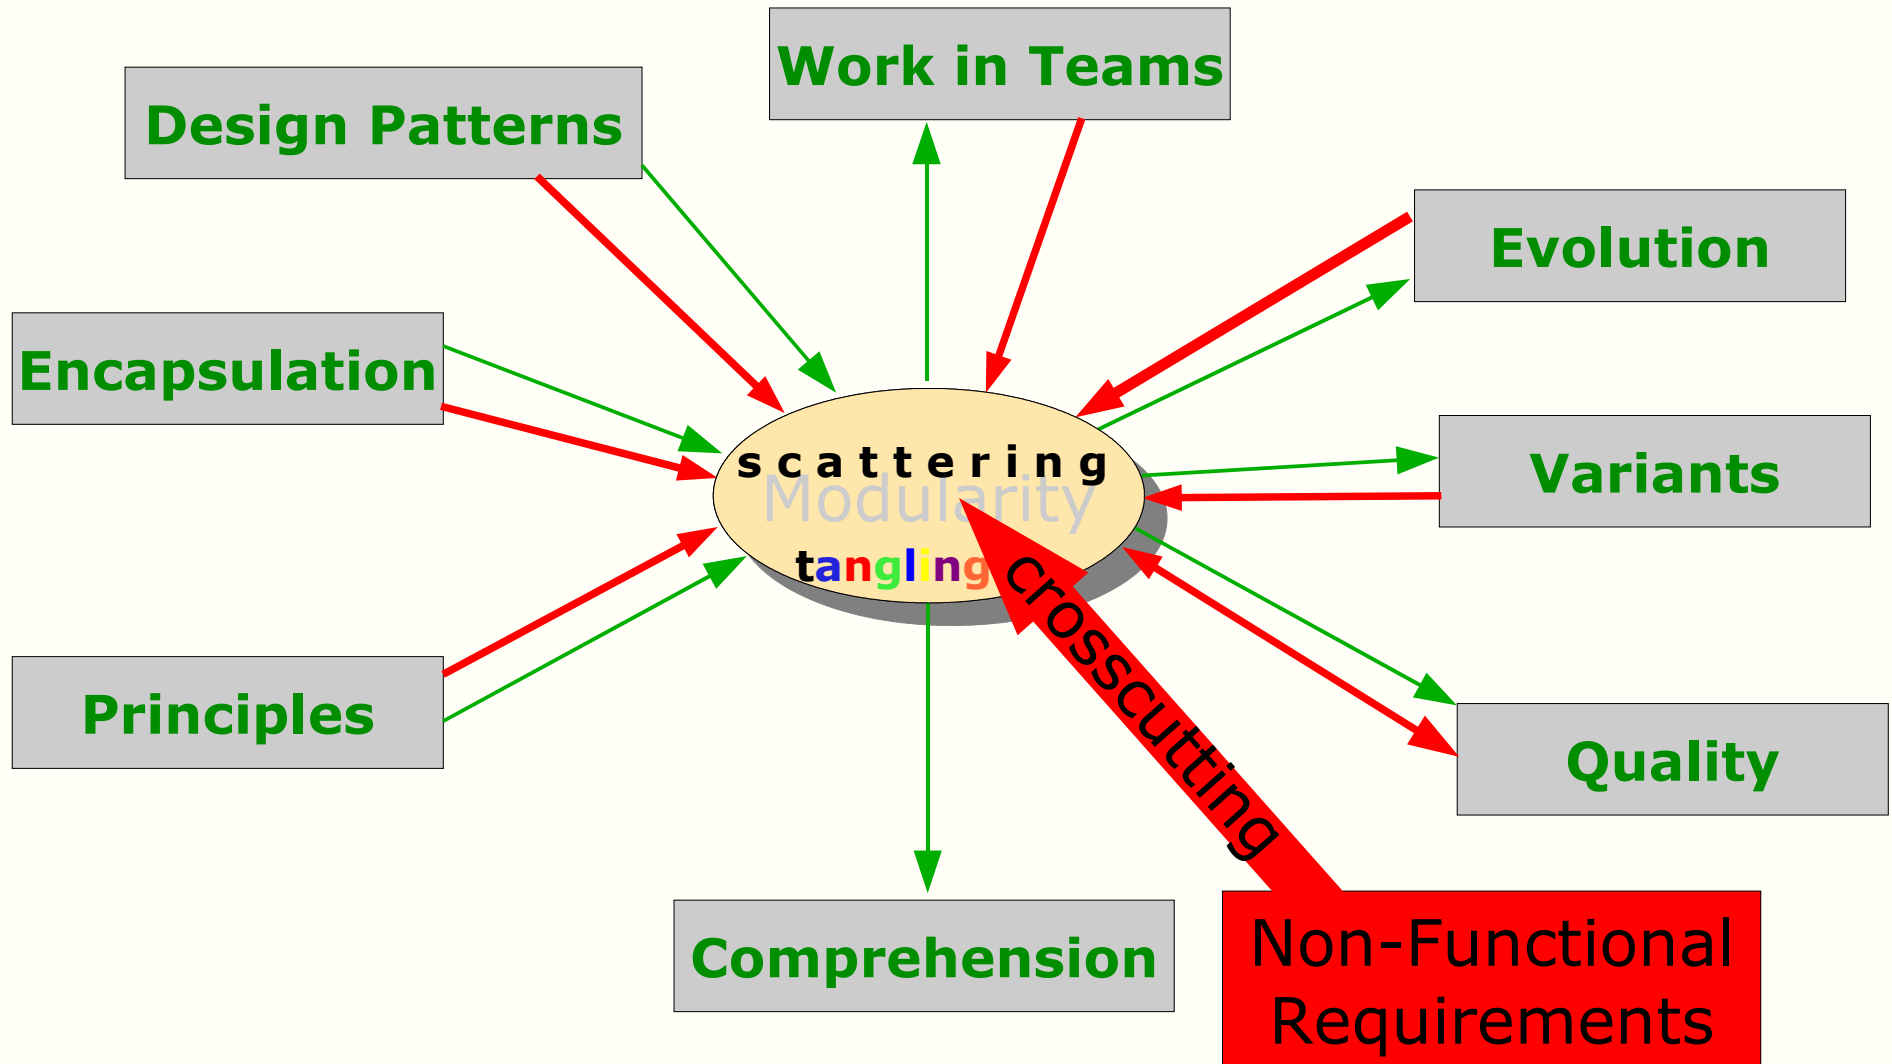 Work in Teams
Design Patterns
Evolution
Encapsulation
scattering
Modularity
Variants
tangling
crosscutting
Principles
Quality
Comprehension
Non-Functional
Requirements